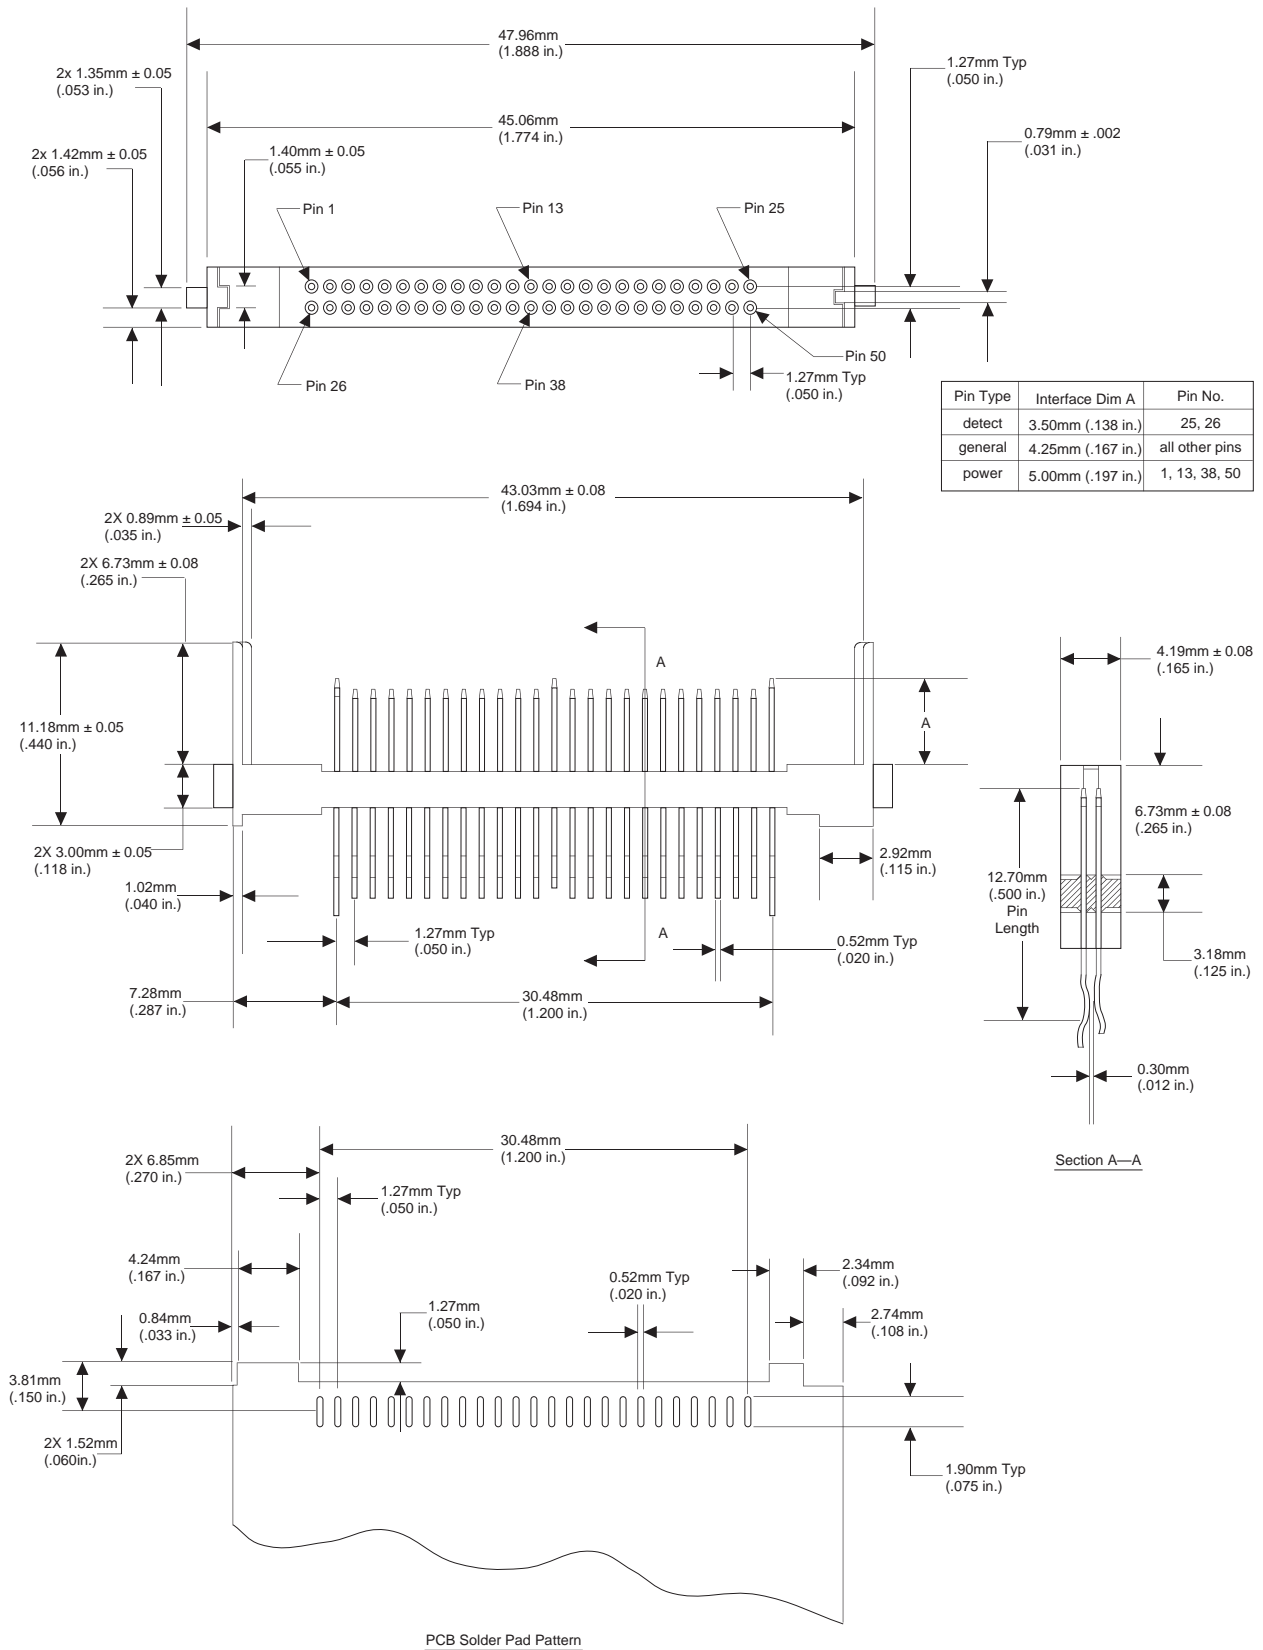 47.96mm
(1.888 in.)
2x 1.35mm ± 0.05
(.053 in.)
1.27mm Typ
(.050 in.)
45.06mm
(1.774 in.)
0.79mm ± .002
(.031 in.)
2x 1.42mm ± 0.05
(.056 in.)
1.40mm ± 0.05
(.055 in.)
Pin 1
Pin 13
Pin 25
Pin 50
Pin 26
Pin 38
1.27mm Typ
(.050 in.)
Pin Type Interface Dim A Pin No.
detect 3.50mm (.138 in.) 25, 26
general 4.25mm (.167 in.) all other pins
power 5.00mm (.197 in.) 1, 13, 38, 50
43.03mm ± 0.08
(1.694 in.)
2X 0.89mm ± 0.05
(.035 in.)
2X 6.73mm ± 0.08
(.265 in.)
A
4.19mm ± 0.08
(.165 in.)
11.18mm ± 0.05
(.440 in.)
A
6.73mm ± 0.08
(.265 in.)
2X 3.00mm ± 0.05
(.118 in.)
2.92mm
(.115 in.)
12.70mm
(.500 in.)
Pin
Length
1.02mm
(.040 in.)
1.27mm Typ
(.050 in.)
A
0.52mm Typ
(.020 in.)
3.18mm
(.125 in.)
7.28mm
(.287 in.)
30.48mm
(1.200 in.)
0.30mm
(.012 in.)
Section A—A
30.48mm
(1.200 in.)
2X 6.85mm
(.270 in.)
1.27mm Typ
(.050 in.)
4.24mm
(.167 in.)
0.52mm Typ
(.020 in.)
2.34mm
(.092 in.)
0.84mm
(.033 in.)
1.27mm
(.050 in.)
2.74mm
(.108 in.)
3.81mm
(.150 in.)
2X 1.52mm
(.060in.)
1.90mm Typ
(.075 in.)
PCB Solder Pad Pattern